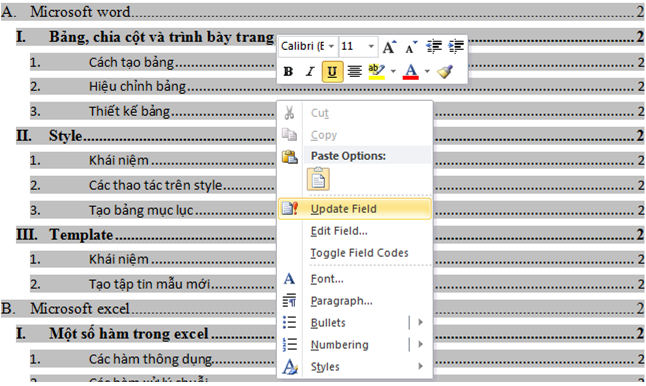 A. Microsoft word 2
I. Bảng, chia cột và trình bày trang 2
Calibri (E 11 A A
B I U A
1. Cách tạo bảng 2
2. Hiệu chỉnh bảng 2
3. Thiết kế bảng 2
Cut
II. Style 2
Copy
1. Khái niệm 2
Paste Options:
2. Các thao tác trên style 2
3. Tạo bảng mục lục 2
Update Field
III. Template 2
Edit Field...
1. Khái niệm 2
Toggle Field Codes
2. Tạo tập tin mẫu mới 2
A Font...
Paragraph...
B. Microsoft excel 2
Bullets
I. Một số hàm trong excel 2
Numbering
1. Các hàm thông dụng 2
Styles